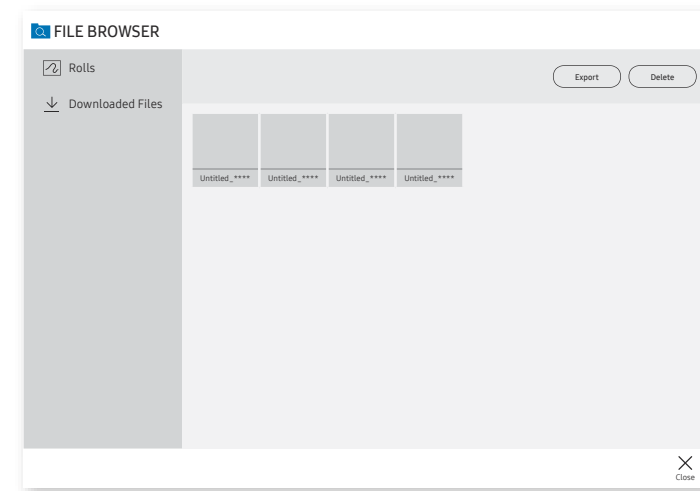 FILE BROWSER
Rolls
Downloaded Files
Export
Delete
Untitled_****
Untitled_****
Untitled_****
Untitled_****
Close